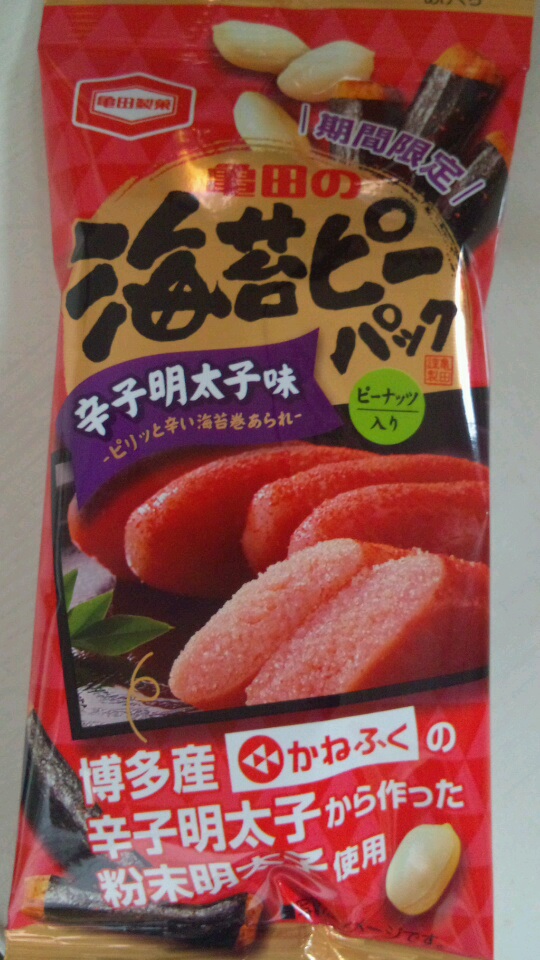 亀田製菓
期間限定
亀田の
海苔ピー
パック
辛子明太子味
-ピリッと辛い海苔巻あられ-
ピーナッツ
入り
博多産 かねふくの
辛子明太子から作った
粉末明太子使用